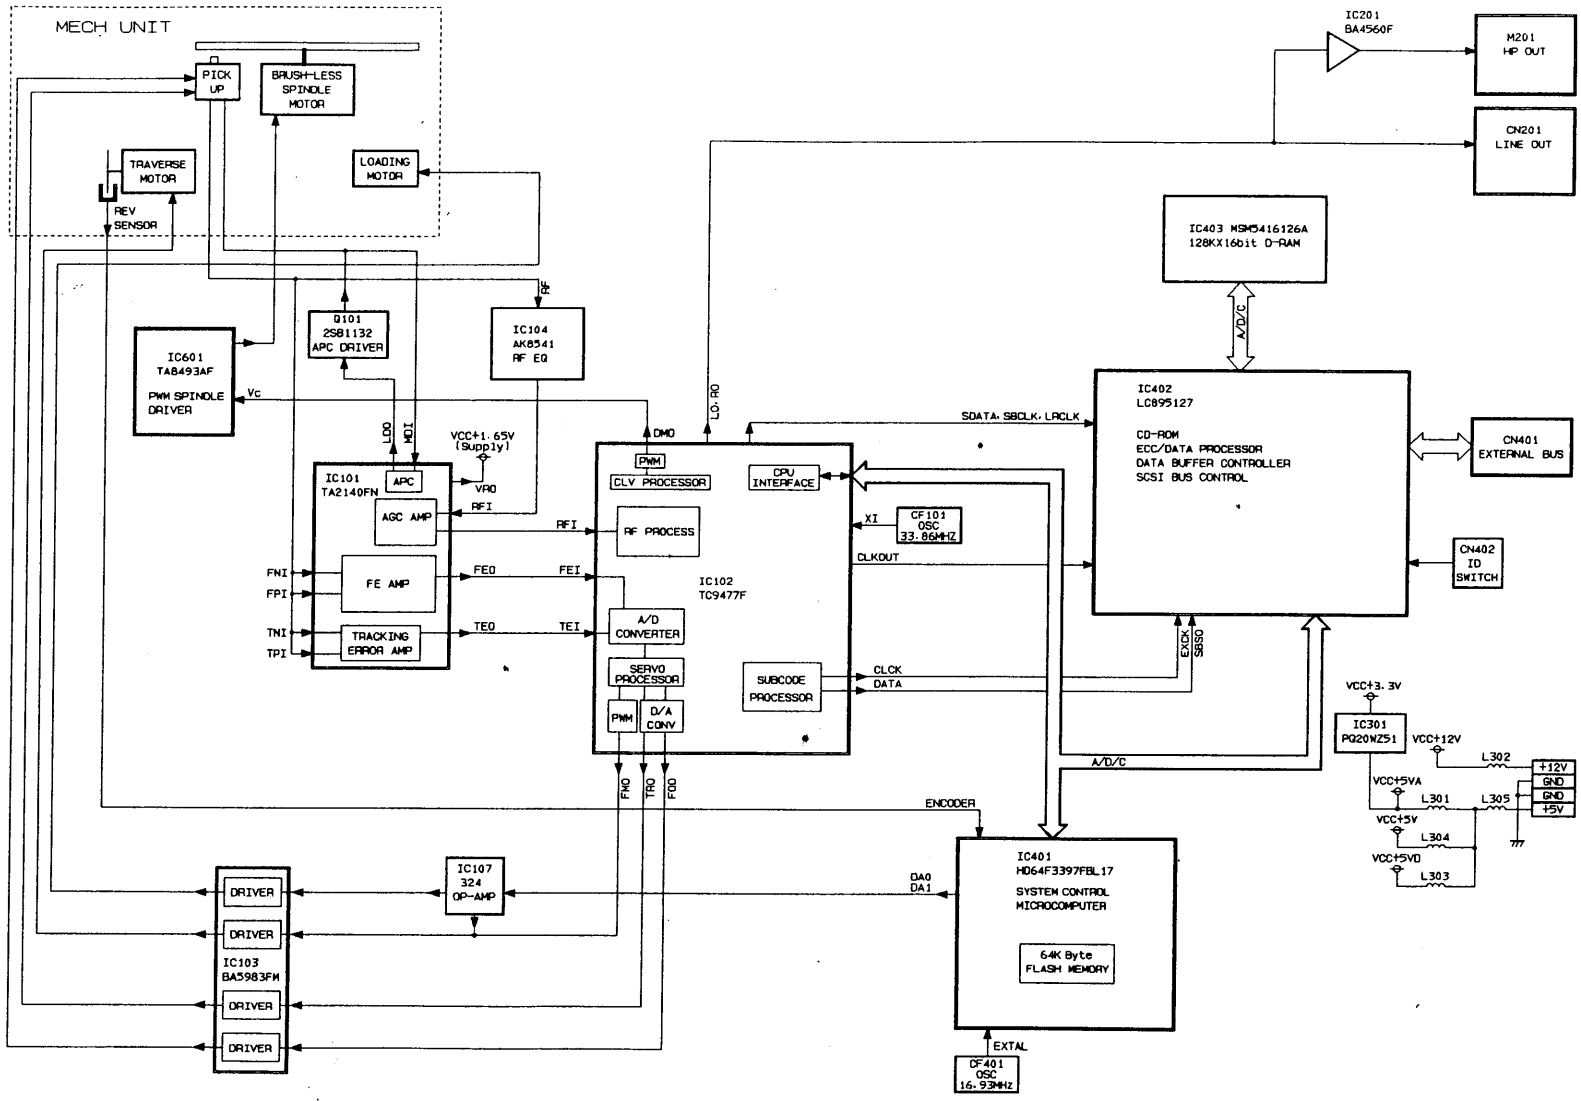 MECH UNIT
PICK
UP
BRUSH-LESS
SPINDLE
MOTOR
TRAVERSE
MOTOR
LOADING
MOTOR
REV
SENSOR
IC201
BA4560F
M201
HP OUT
CN201
LINE OUT
IC403 MSM5416126A
128KX16bit D-RAM
A/D/C
RF
Q101
2SB1132
APC DRIVER
IC104
AK8541
RF EQ
IC601
TA8493AF
PWM SPINDLE
DRIVER
Vc
LDO
MDI
VCC+1.65V
(Supply)
VRO
DMO
LO.RO
SDATA. SBCLK. LRCLK
IC402
LC895127
CD-ROM
ECC/DATA PROCESSOR
DATA BUFFER CONTROLLER
SCSI BUS CONTROL
CN401
EXTERNAL BUS
IC101
TA2140FN
APC
AGC AMP
RFI
RFI
PWM
CLV PROCESSOR
CPU
INTERFACE
RF PROCESS
XI
CF101
OSC
33.86MHZ
CLKOUT
CN402
ID
SWITCH
FNI
FPI
FE AMP
FEO
FEI
IC102
TC9477F
TNI
TPI
TRACKING
ERROR AMP
TEO
TEI
A/D
CONVERTER
SERVO
PROCESSOR
PWM
D/A
CONV
SUBCODE
PROCESSOR
CLCK
DATA
EXCK
SBSO
FMO
TRO
FOO
A/D/C
VCC+3.3V
IC301
PQ20WZ51
VCC+12V
L302
+12V
GND
GND
+5V
VCC+5VA
L301
L305
VCC+5V
L304
VCC+5VD
L303
ENCODER
IC401
HD64F3397FBL17
SYSTEM CONTROL
MICROCOMPUTER
64K Byte
FLASH MEMORY
DA0
DA1
IC107
324
OP-AMP
DRIVER
DRIVER
IC103
BA5983FM
DRIVER
DRIVER
EXTAL
CF401
OSC
16.93MHZ